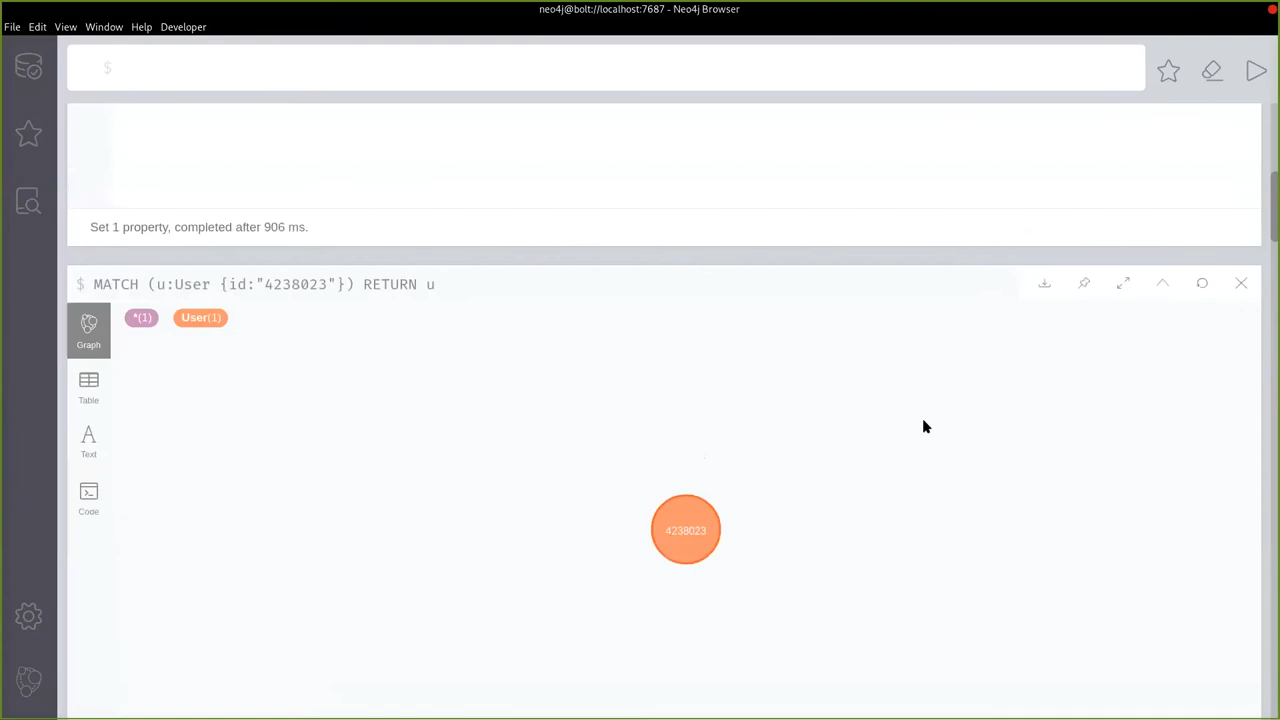 neo4j@bolt://localhost:7687 - Neo4j Browser
File Edit View Window Help Developer
$
Set 1 property, completed after 906 ms.
$ MATCH (u:User {id:"4238023"}) RETURN u
*(1) User(1)
Graph
Table
Text
Code
4238023